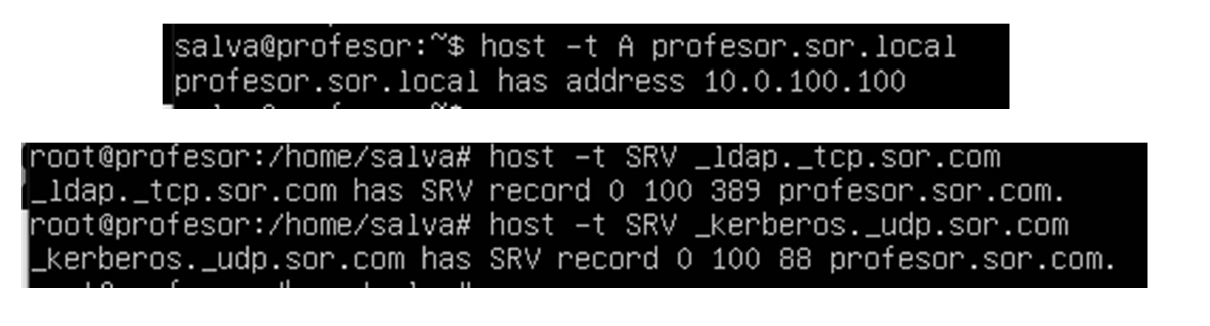 salva@profesor:~$ host -t A profesor.sor.local
profesor.sor.local has address 10.0.100.100
root@profesor:/home/salva# host -t SRV _ldap._tcp.sor.com
_ldap._tcp.sor.com has SRV record 0 100 389 profesor.sor.com.
root@profesor:/home/salva# host -t SRV _kerberos._udp.sor.com
_kerberos._udp.sor.com has SRV record 0 100 88 profesor.sor.com.